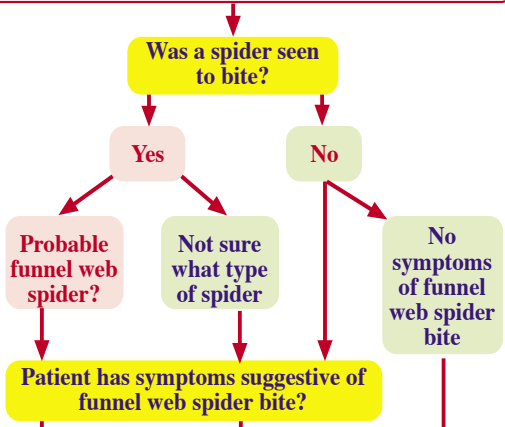 Was a spider seen
to bite?
Yes
No
Probable
funnel web
spider?
Not sure
what type
of spider
No
symptoms
of funnel
web spider
bite
Patient has symptoms suggestive of
funnel web spider bite?